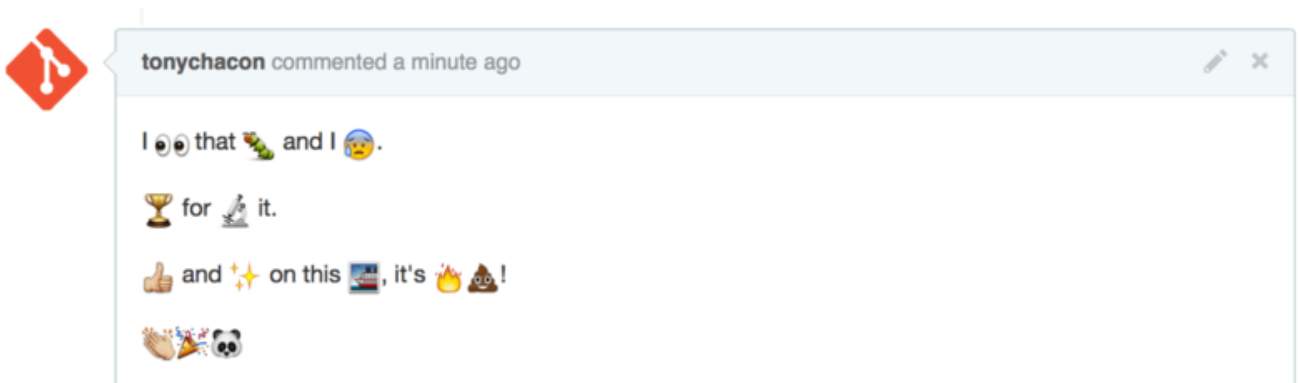 tonychacon commented a minute ago
I 👀 that 🐛 and I 😰.
🏆 for 🔬 it.
👍 and ✨ on this 🚢, it's 🔥💩!
👏🎉🐼